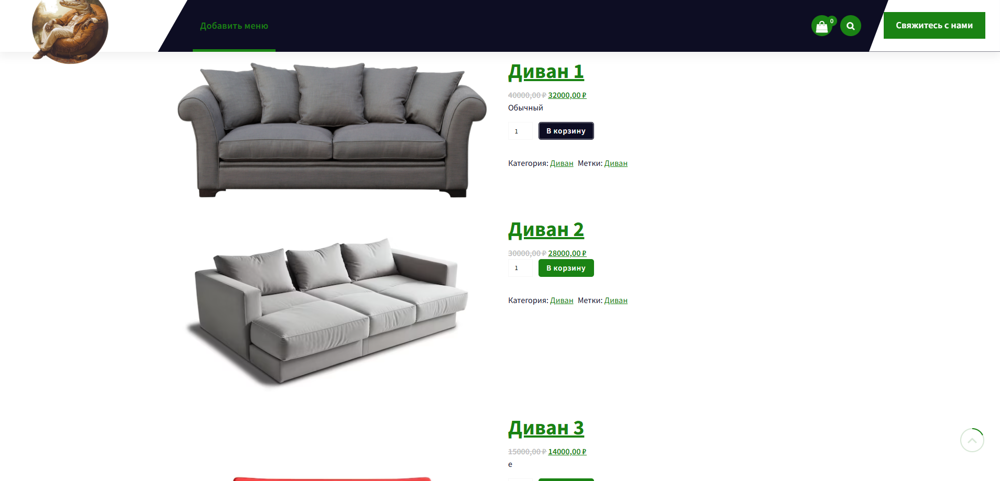 Добавить меню
0
Свяжитесь с нами
Диван 1
40000,00 ₽ 32000,00 ₽
Обычный
1 В корзину
Категория: Диван Метки: Диван
Диван 2
30000,00 ₽ 28000,00 ₽
1 В корзину
Категория: Диван Метки: Диван
Диван 3
15000,00 ₽ 14000,00 ₽
е